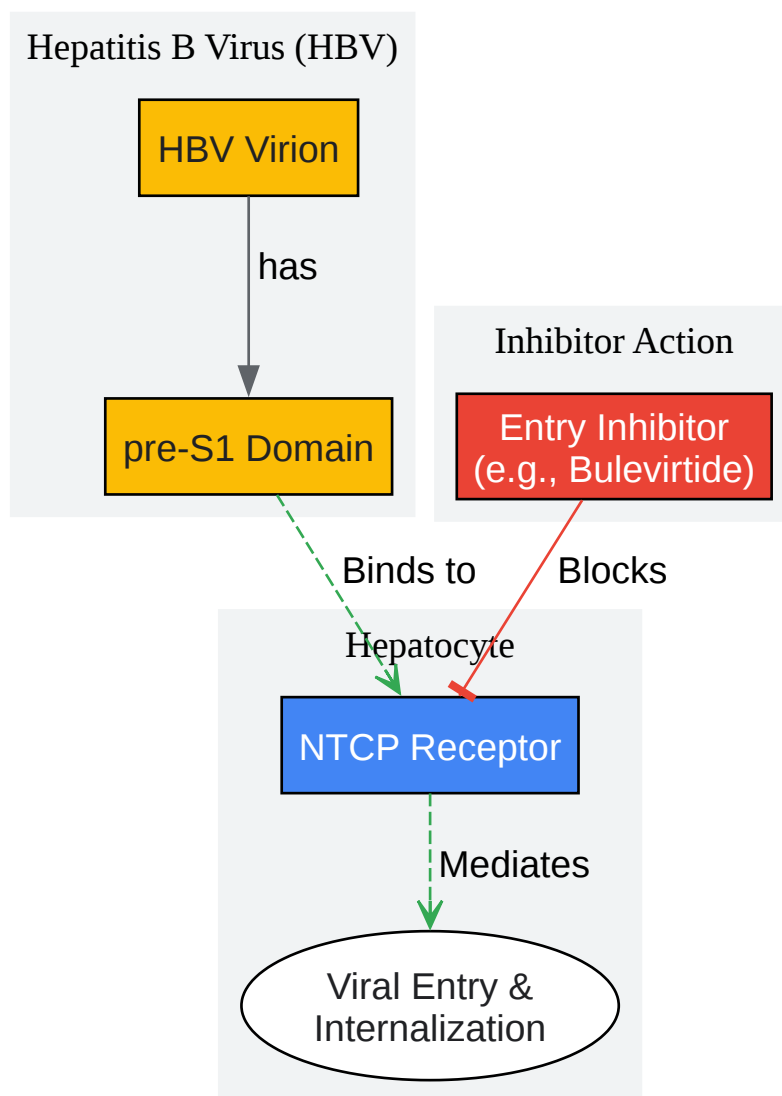 Hepatitis B Virus (HBV)
HBV Virion
has
Inhibitor Action
pre-S1 Domain
Entry Inhibitor
(e.g., Bulevirtide)
Binds to
Blocks
Hepatocyte
NTCP Receptor
Mediates
Viral Entry &
Internalization